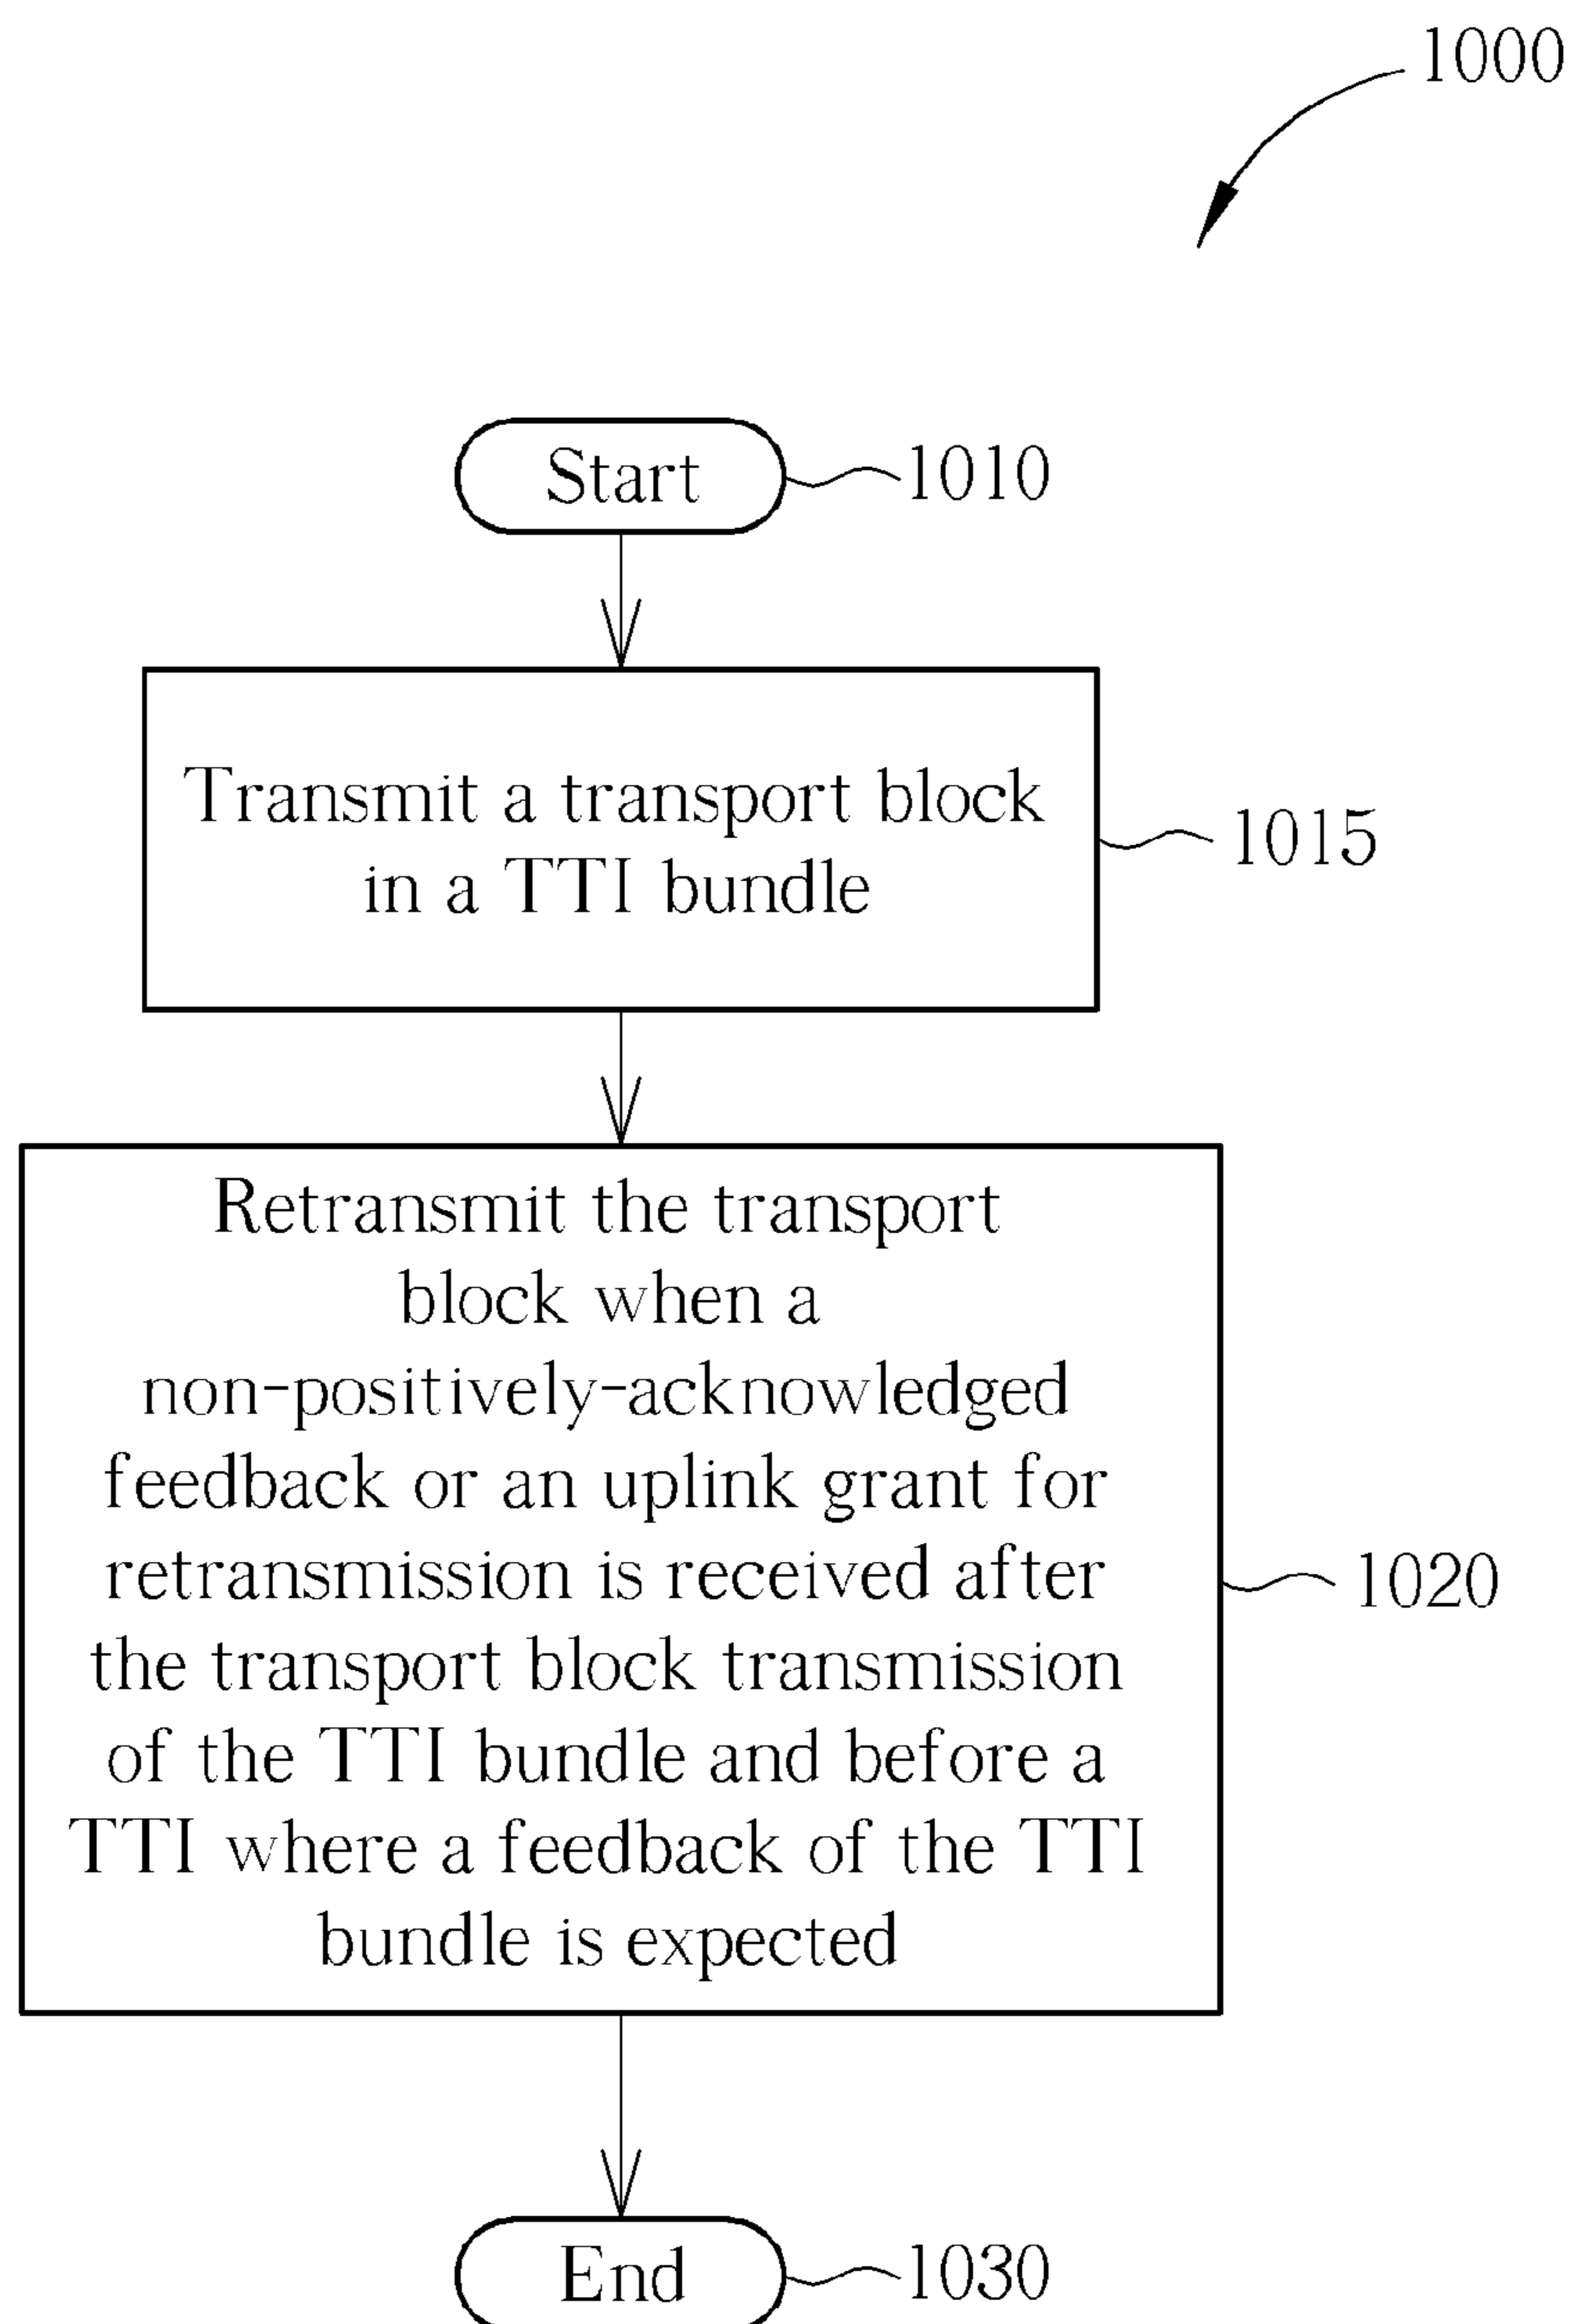 1000
Start
1010
Transmit a transport block
in a TTI bundle
1015
Retransmit the transport
block when a
non-positively-acknowledged
feedback or an uplink grant for
retransmission is received after
the transport block transmission
of the TTI bundle and before a
TTI where a feedback of the TTI
bundle is expected
1020
End
1030